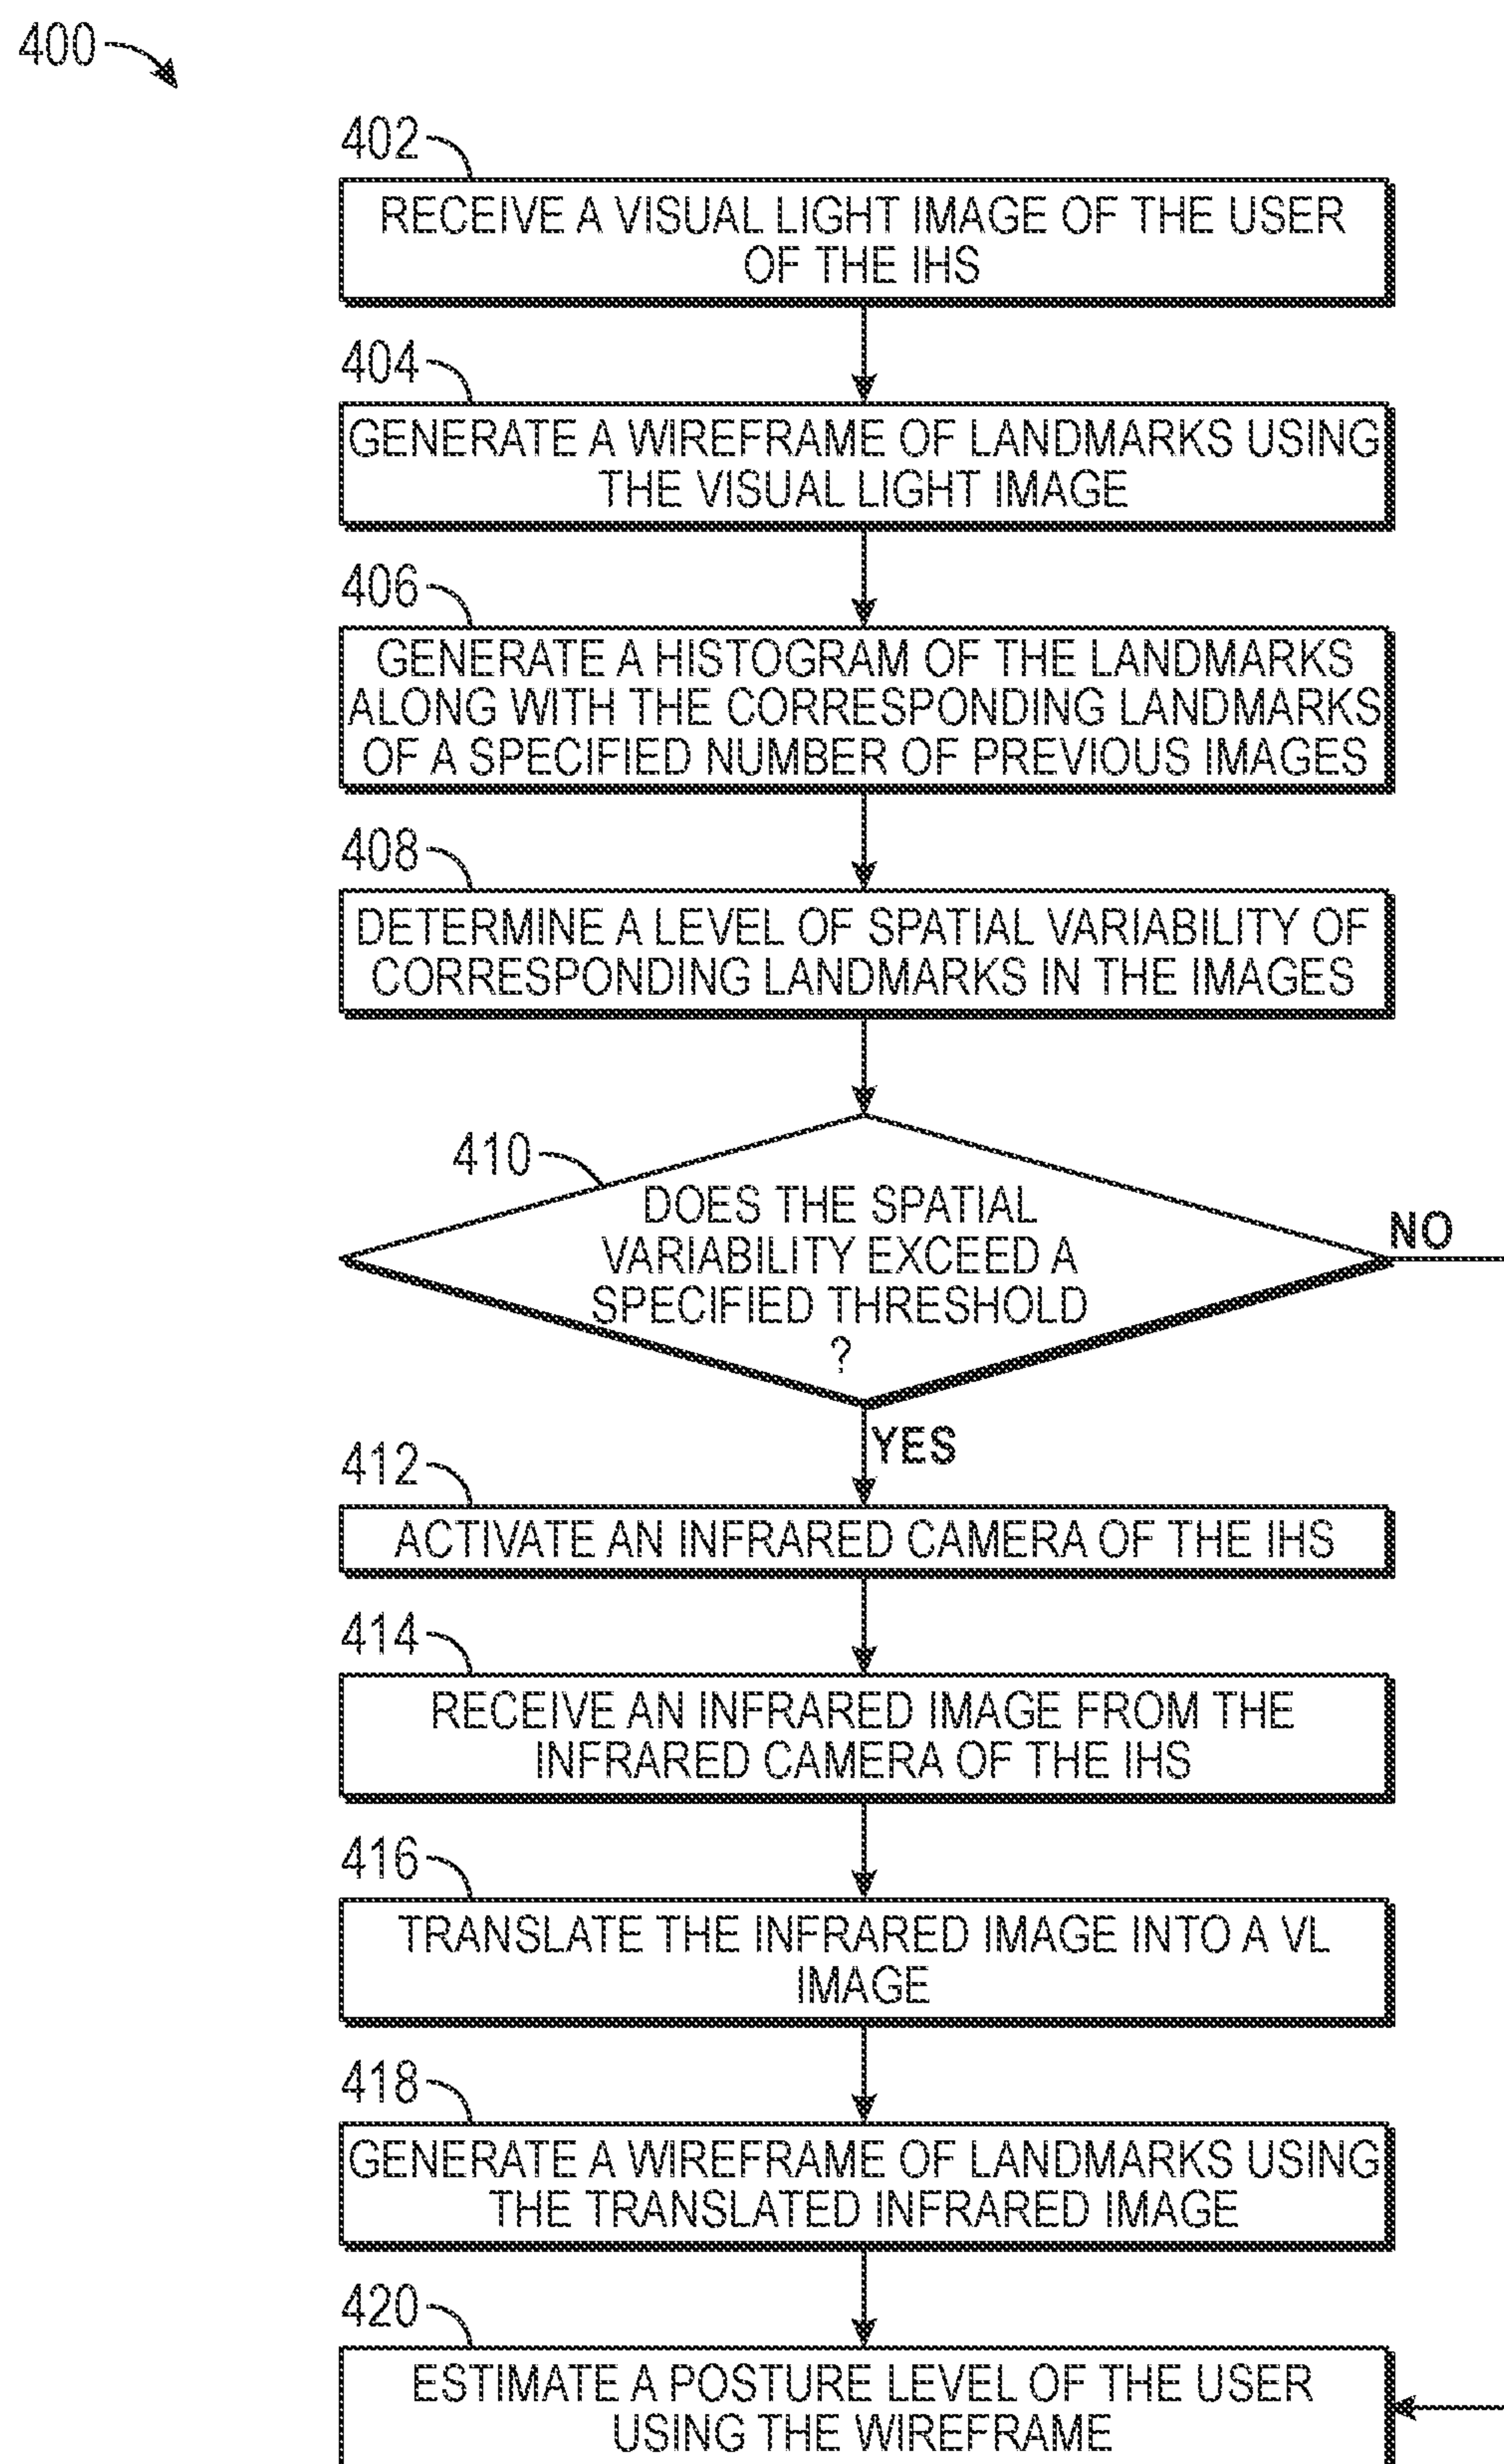 400
402
RECEIVE A VISUAL LIGHT IMAGE OF THE USER
OF THE IHS
404
GENERATE A WIREFRAME OF LANDMARKS USING
THE VISUAL LIGHT IMAGE
406
GENERATE A HISTOGRAM OF THE LANDMARKS
ALONG WITH THE CORRESPONDING LANDMARKS
OF A SPECIFIED NUMBER OF PREVIOUS IMAGES
408
DETERMINE A LEVEL OF SPATIAL VARIABILITY OF
CORRESPONDING LANDMARKS IN THE IMAGES
410
DOES THE SPATIAL
VARIABILITY EXCEED A
SPECIFIED THRESHOLD
?
NO
YES
412
ACTIVATE AN INFRARED CAMERA OF THE IHS
414
RECEIVE AN INFRARED IMAGE FROM THE
INFRARED CAMERA OF THE IHS
416
TRANSLATE THE INFRARED IMAGE INTO A VL
IMAGE
418
GENERATE A WIREFRAME OF LANDMARKS USING
THE TRANSLATED INFRARED IMAGE
420
ESTIMATE A POSTURE LEVEL OF THE USER
USING THE WIREFRAME